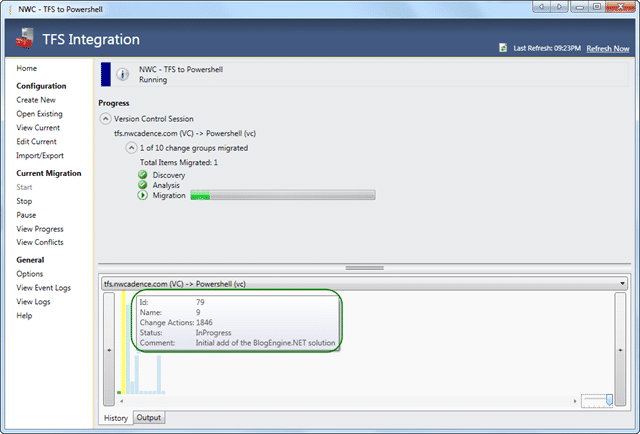 NWC - TFS to Powershell
TFS Integration
Last Refresh: 09:23PM Refresh Now
Home
Configuration
Create New
Open Existing
View Current
Edit Current
Import/Export
Current Migration
Start
Stop
Pause
View Progress
View Conflicts
General
Options
View Event Logs
View Logs
Help
NWC - TFS to Powershell
Running
Progress
Version Control Session
tfs.nwcadence.com (VC) -> Powershell (vc)
1 of 10 change groups migrated
Total Items Migrated: 1
Discovery
Analysis
Migration
tfs.nwcadence.com (VC) -> Powershell (vc)
Id: 79
Name: 9
Change Actions: 1846
Status: InProgress
Comment: Initial add of the BlogEngine.NET solution
History Output